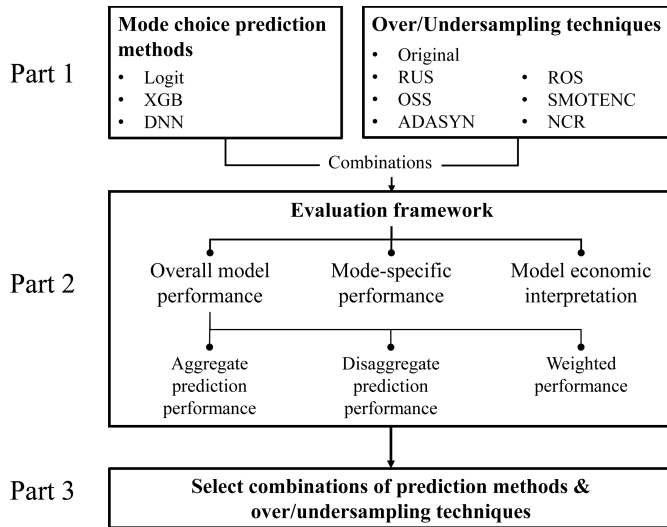 Part 1
Mode choice prediction
methods
• Logit
• XGB
• DNN
Over/Undersampling techniques
• Original
• RUS
• OSS
• ADASYN
• ROS
• SMOTENC
• NCR
Combinations
Part 2
Evaluation framework
Overall model
performance
Mode-specific
performance
Model economic
interpretation
Aggregate
prediction
performance
Disaggregate
prediction
performance
Weighted
performance
Part 3
Select combinations of prediction methods &
over/undersampling techniques